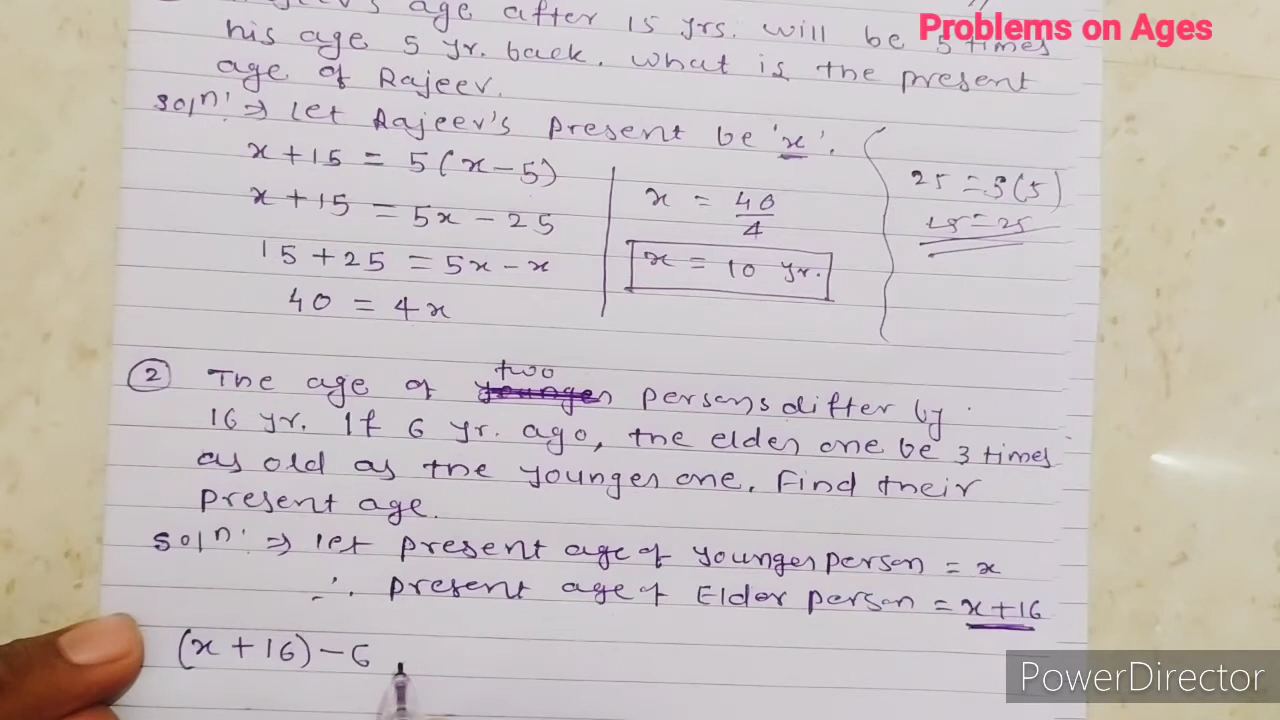 Problems on Ages
age after 15 yrs. will be 5 times
his age 5 yr. back. What is the present
age of Rajeev.
Soln: ⇒ Let Rajeev's present be 'x'.
x + 15 = 5(x - 5)
x + 15 = 5x - 25
15 + 25 = 5x - x
40 = 4x
x = 40/4
x = 10 yr.
25 = 5(5)
25 = 25
② The age of two persons differ by
16 yr. If 6 yr. ago, the elder one be 3 times
as old as the younger one. Find their
present age.
Soln: ⇒ let present age of younger person = x
∴ present age of Elder person = x+16
(x + 16) - 6
PowerDirector